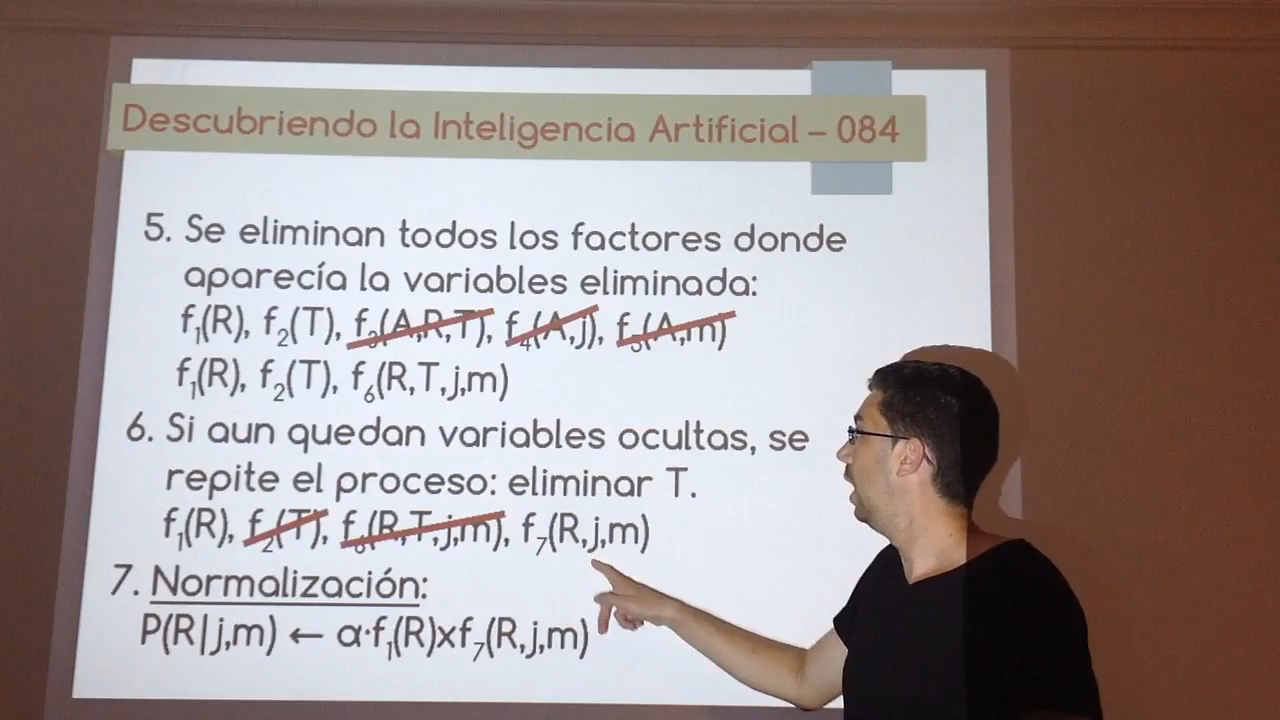 Descubriendo la Inteligencia Artificial – 084
5. Se eliminan todos los factores donde
aparecía la variables eliminada:
f₁(R), f₂(T), f₃(A,R,T), f₄(A,j), f₅(A,m)
f₁(R), f₂(T), f₆(R,T,j,m)
6. Si aun quedan variables ocultas, se
repite el proceso: eliminar T.
f₁(R), f₂(T), f₆(R,T,j,m), f₇(R,j,m)
7. Normalización:
P(R|j,m) ← α·f₁(R)xf₇(R,j,m)